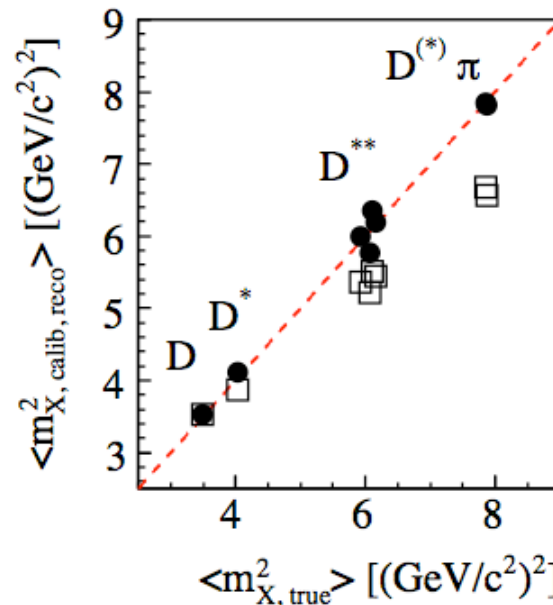 <m²X, calib, reco> [(GeV/c²)²]
9
8
7
6
5
4
3
D(*) π
D**
D*
D
4 6 8
<m²X, true> [(GeV/c²)²]